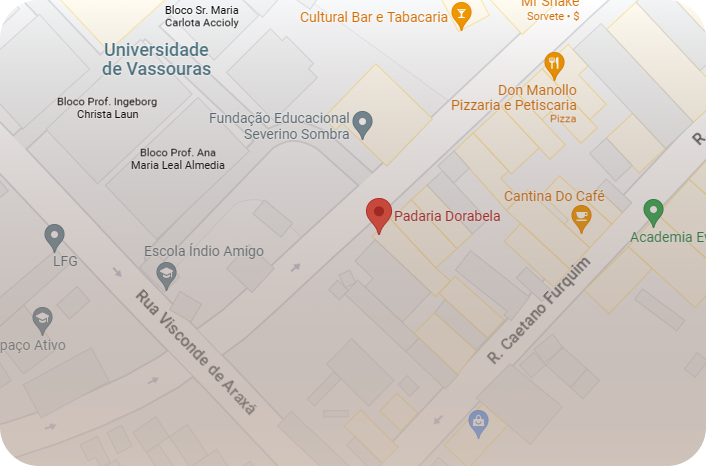 Bloco Sr. Maria
Carlota Accioly
Mr Shake
Sorvete • $
Cultural Bar e Tabacaria
Universidade
de Vassouras
Don Manollo
Pizzaria e Petiscaria
Pizza
Bloco Prof. Ingeborg
Christa Laun
Fundação Educacional
Severino Sombra
R.
Bloco Prof. Ana
Maria Leal Almedia
Cantina Do Café
Padaria Dorabela
Academia
Escola Índio Amigo
LFG
R. Caetano Furquim
Rua Visconde de Araxá
paço Ativo